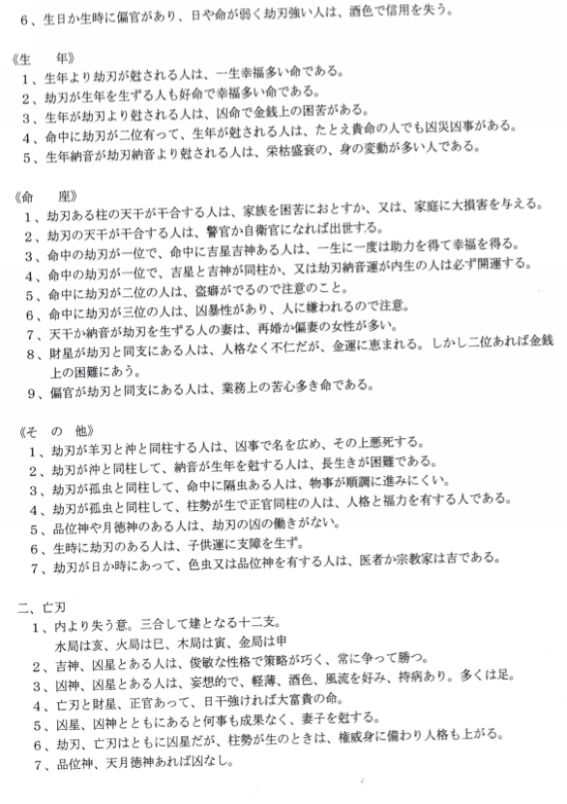 6、生日か生時に偏官があり、日や命が弱く劫刃強い人は、酒色で信用を失う。
《生　年》
1、生年より劫刃が尅される人は、一生幸福多い命である。
2、劫刃が生年を生ずる人も好命で幸福多い命である。
3、生年が劫刃より尅される人は、凶命で金銭上の困苦がある。
4、命中に劫刃が二位有って、生年が尅される人は、たとえ貴命の人でも凶災凶事がある。
5、生年納音が劫刃納音より尅される人は、栄枯盛衰の、身の変動が多い人である。
《命　座》
1、劫刃ある柱の天干が干合する人は、家族を困苦におとすか、又は、家庭に大損害を与える。
2、劫刃の天干が干合する人は、警官か自衛官になれば出世する。
3、命中の劫刃が一位で、命中に吉星吉神ある人は、一生に一度は助力を得て幸福を得る。
4、命中の劫刃が一位で、吉星と吉神が同柱か、又は劫刃納音運が内生の人は必ず開運する。
5、命中に劫刃が二位の人は、盗癖がでるので注意のこと。
6、命中に劫刃が三位の人は、凶暴性があり、人に嫌われるので注意。
7、天干か納音が劫刃を生ずる人の妻は、再婚か偏妻の女性が多い。
8、財星が劫刃と同支にある人は、人格なく不仁だが、金運に恵まれる。しかし二位あれば金銭
上の困難にあう。
9、偏官が劫刃と同支にある人は、業務上の苦心多き命である。
《そ　の　他》
1、劫刃が羊刃と沖と同柱する人は、凶事で名を広め、その上悪死する。
2、劫刃が沖と同柱して、納音が生年を尅する人は、長生きが困難である。
3、劫刃が孤虫と同柱して、命中に隔虫ある人は、物事が順調に進みにくい。
4、劫刃が孤虫と同柱して、柱勢が生で正官同柱の人は、人格と福力を有する人である。
5、品位神や月徳神のある人は、劫刃の凶の働きがない。
6、生時に劫刃のある人は、子供運に支障を生ず。
7、劫刃が日か時にあって、色虫又は品位神を有する人は、医者か宗教家は吉である。
二、亡刃
1、内より失う意。三合して建となる十二支。
水局は亥、火局は巳、木局は寅、金局は申
2、吉神、凶星とある人は、俊敏な性格で策略が巧く、常に争って勝つ。
3、凶神、凶星とある人は、妄想的で、軽薄、酒色、風流を好み、持病あり。多くは足。
4、亡刃と財星、正官あって、日干強ければ大富貴の命。
5、凶星、凶神とともにあると何事も成果なく、妻子を尅する。
6、劫刃、亡刃はともに凶星だが、柱勢が生のときは、権威身に備わり人格も上がる。
7、品位神、天月徳神あれば凶なし。